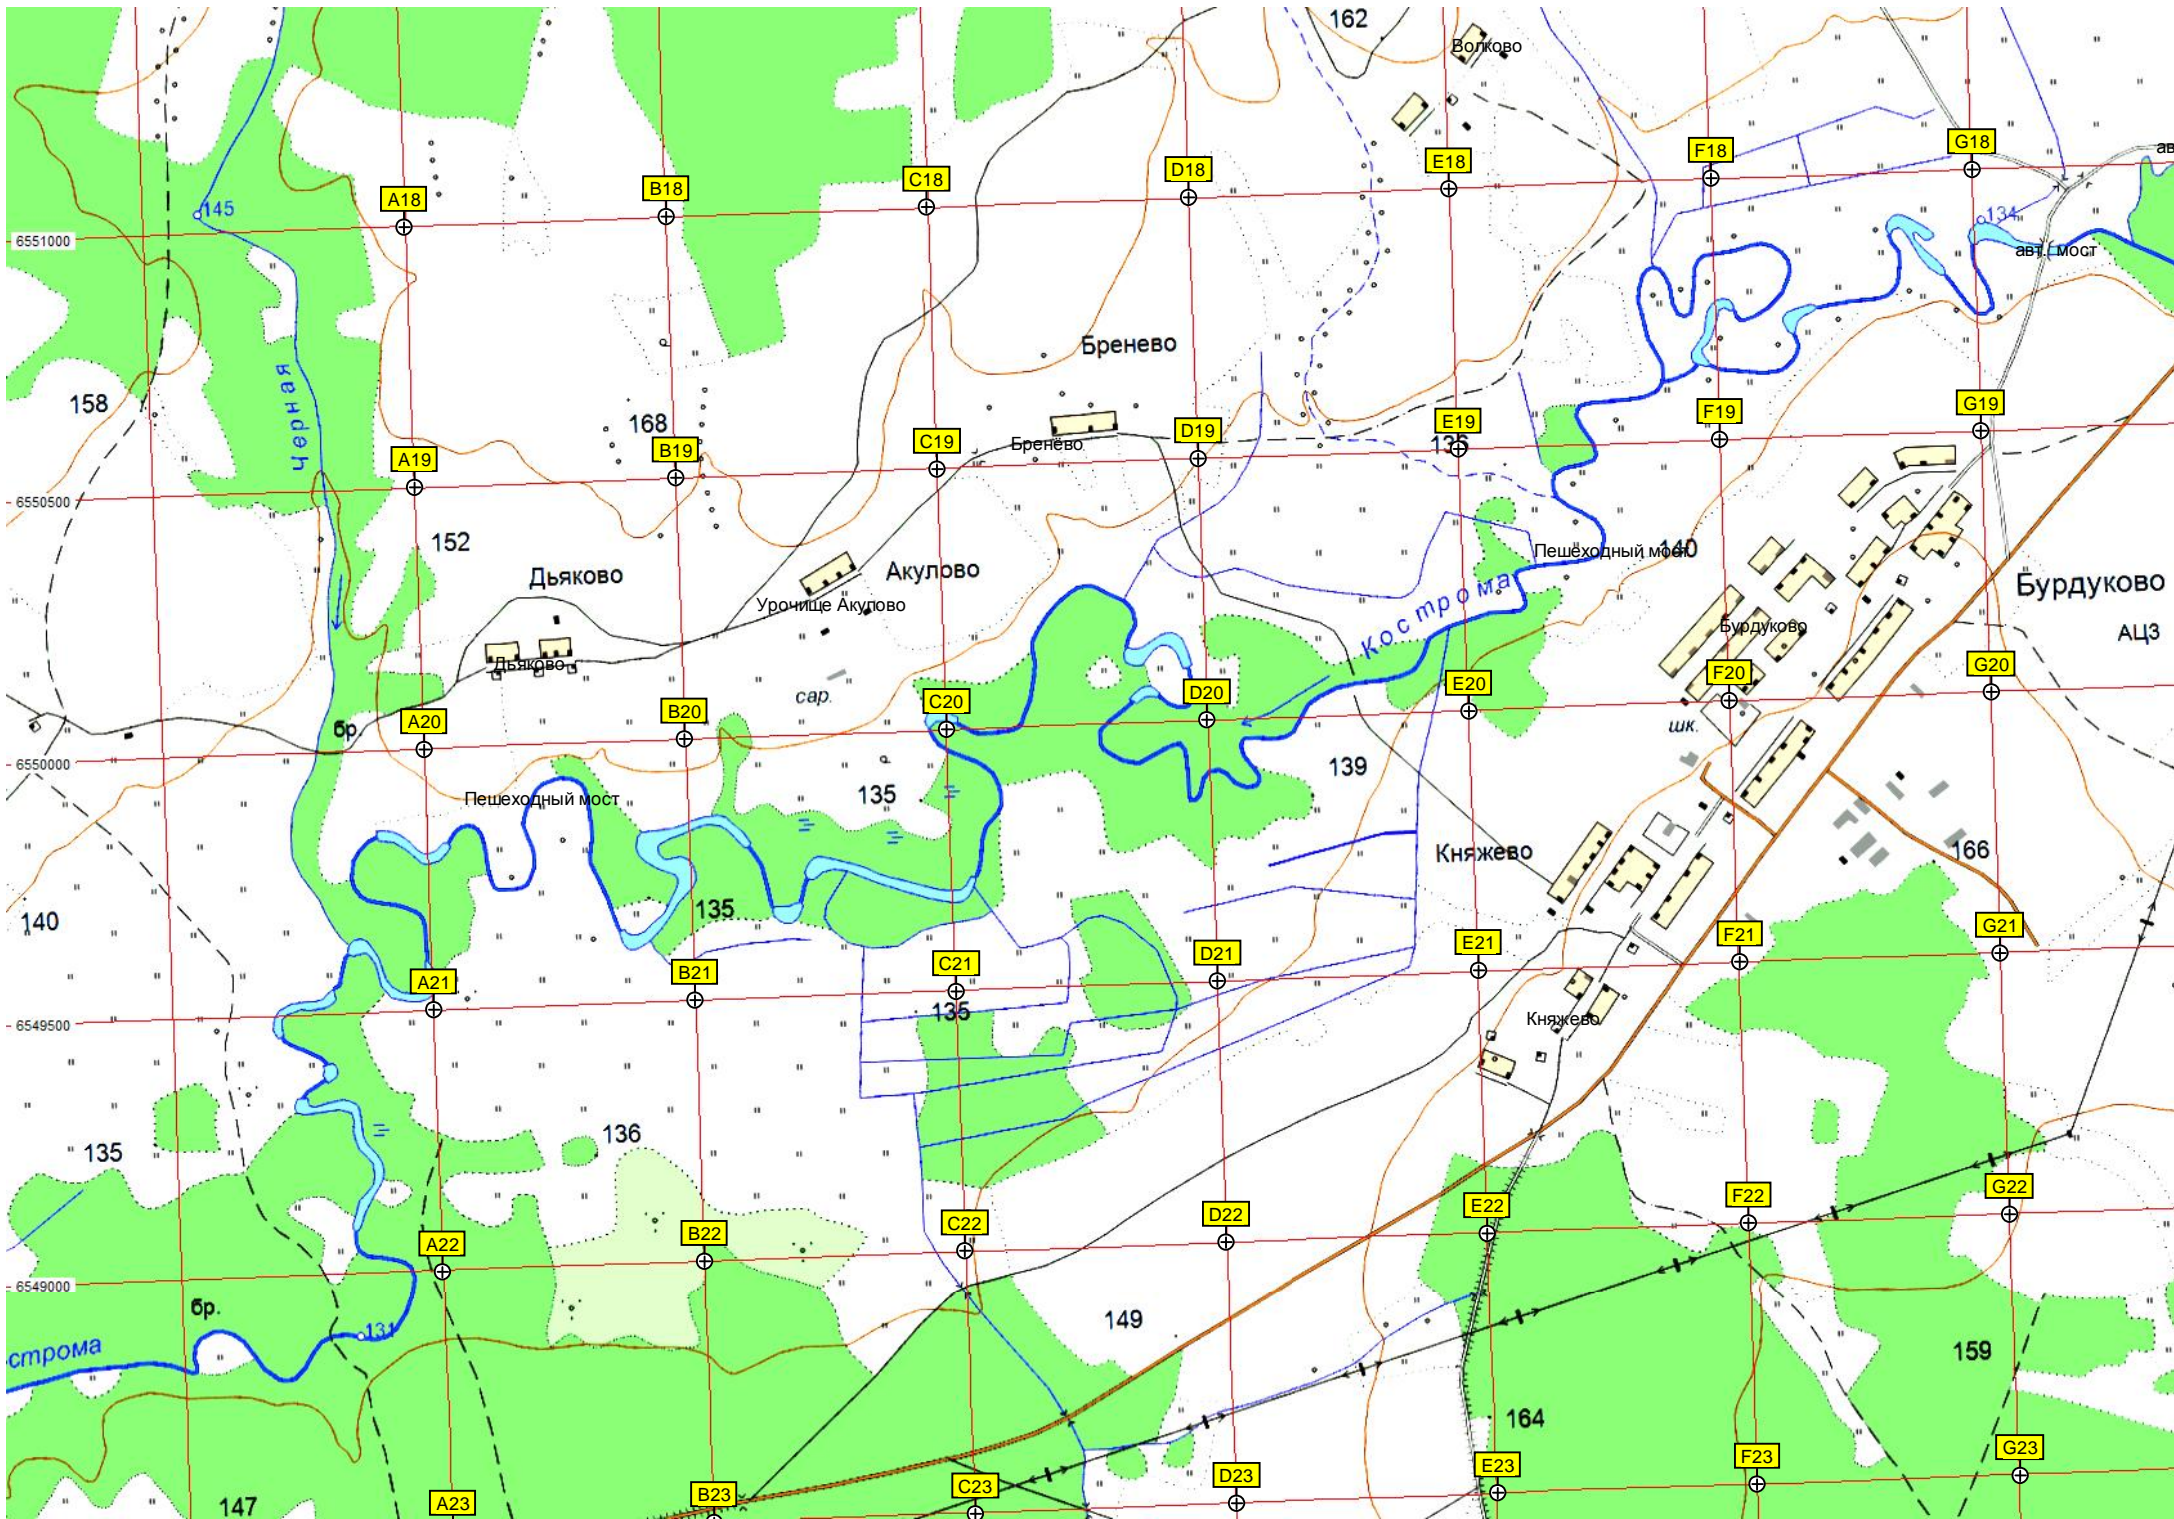 162
Волково
G18
F18
ав
E18
D18
C18
B18
A18
145
134
6551000
авт. мост
Бренево
Черная
158
168
F19
G19
E19
136
D19
C19
Бренёво
B19
A19
6550500
152
Пешеходный мост
140
Дьяково
Акулово
Бурдуково
Урочище Акулово
Кострома
Бурдуково
АЦЗ
Дьяково
G20
F20
E20
D20
сар.
C20
B20
A20
бр.
шк.
6550000
139
135
Пешеходный мост
Княжево
166
140
135
G21
F21
E21
D21
C21
B21
A21
135
Княжево
6549500
136
135
G22
F22
E22
D22
C22
B22
A22
6549000
бр.
149
131
строма
159
164
G23
F23
E23
D23
C23
B23
A23
147